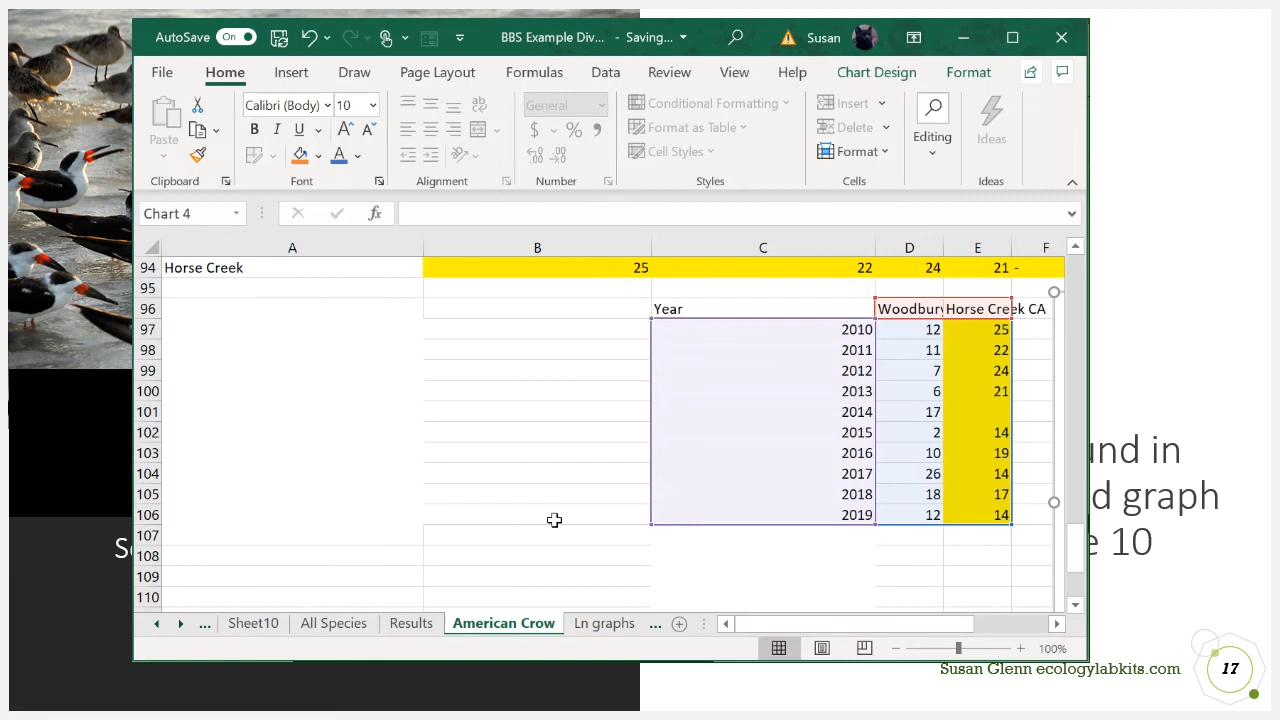 AutoSave On BBS Example Div... - Saving... Susan
File Home Insert Draw Page Layout Formulas Data Review View Help Chart Design Format
Paste Calibri (Body) 10 General Conditional Formatting Insert Editing Ideas
B I U $ % Format as Table Delete
Cell Styles Format
Clipboard Font Alignment Number Styles Cells Ideas
Chart 4 fx
A B C D E F
94 Horse Creek 25 22 24 21 -
95
96 Year Woodbury Horse Creek CA
97 2010 12 25
98 2011 11 22
99 2012 7 24
100 2013 6 21
101 2014 17
102 2015 2 14
103 2016 10 19
104 2017 26 14
105 2018 18 17
106 2019 12 14
107
108
109
110
und in
d graph
e 10
... Sheet10 All Species Results American Crow Ln graphs ...
100%
Susan Glenn ecologylabkits.com 17